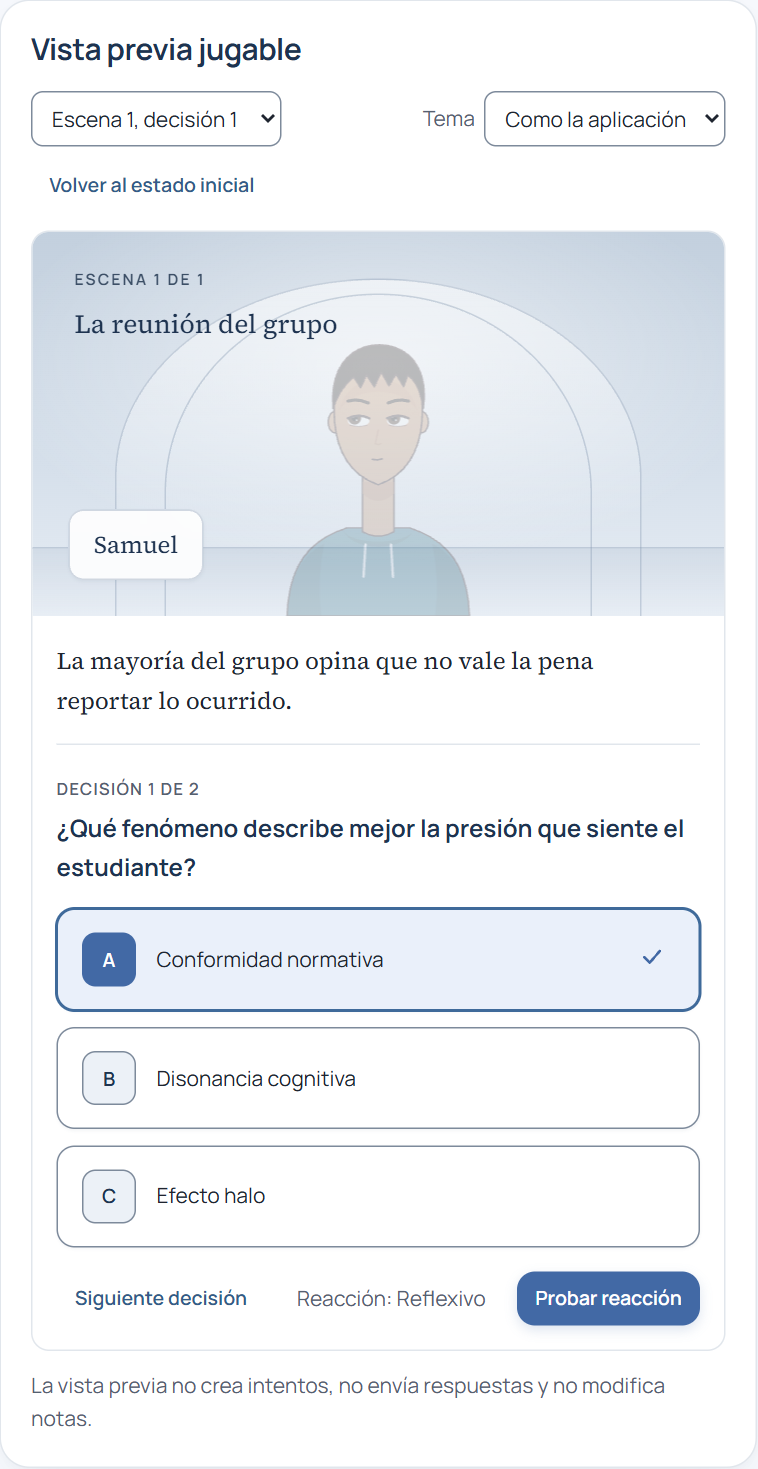 Vista previa jugable
Escena 1, decisión 1
Tema
Como la aplicación
Volver al estado inicial
ESCENA 1 DE 1
La reunión del grupo
Samuel
La mayoría del grupo opina que no vale la pena
reportar lo ocurrido.
DECISIÓN 1 DE 2
¿Qué fenómeno describe mejor la presión que siente el
estudiante?
A
Conformidad normativa
B
Disonancia cognitiva
C
Efecto halo
Siguiente decisión
Reacción: Reflexivo
Probar reacción
La vista previa no crea intentos, no envía respuestas y no modifica
notas.